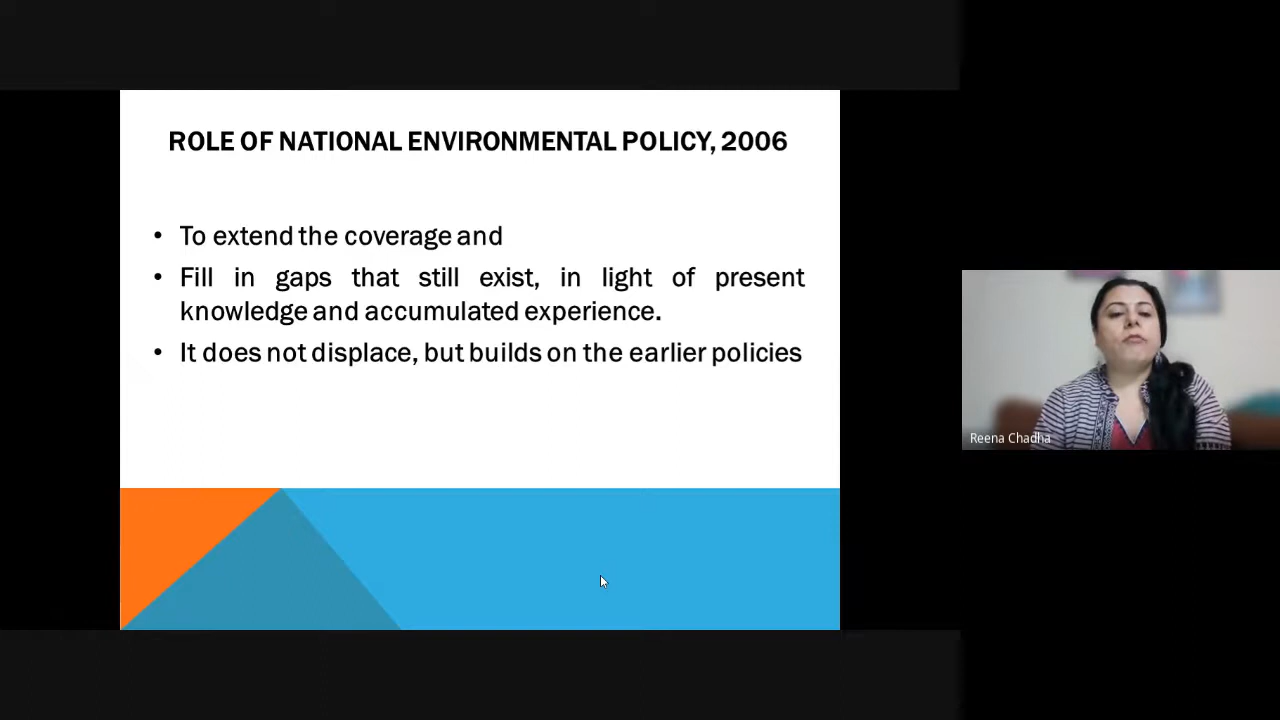 ROLE OF NATIONAL ENVIRONMENTAL POLICY, 2006
• To extend the coverage and
• Fill in gaps that still exist, in light of present
knowledge and accumulated experience.
• It does not displace, but builds on the earlier policies
Reena Chadha